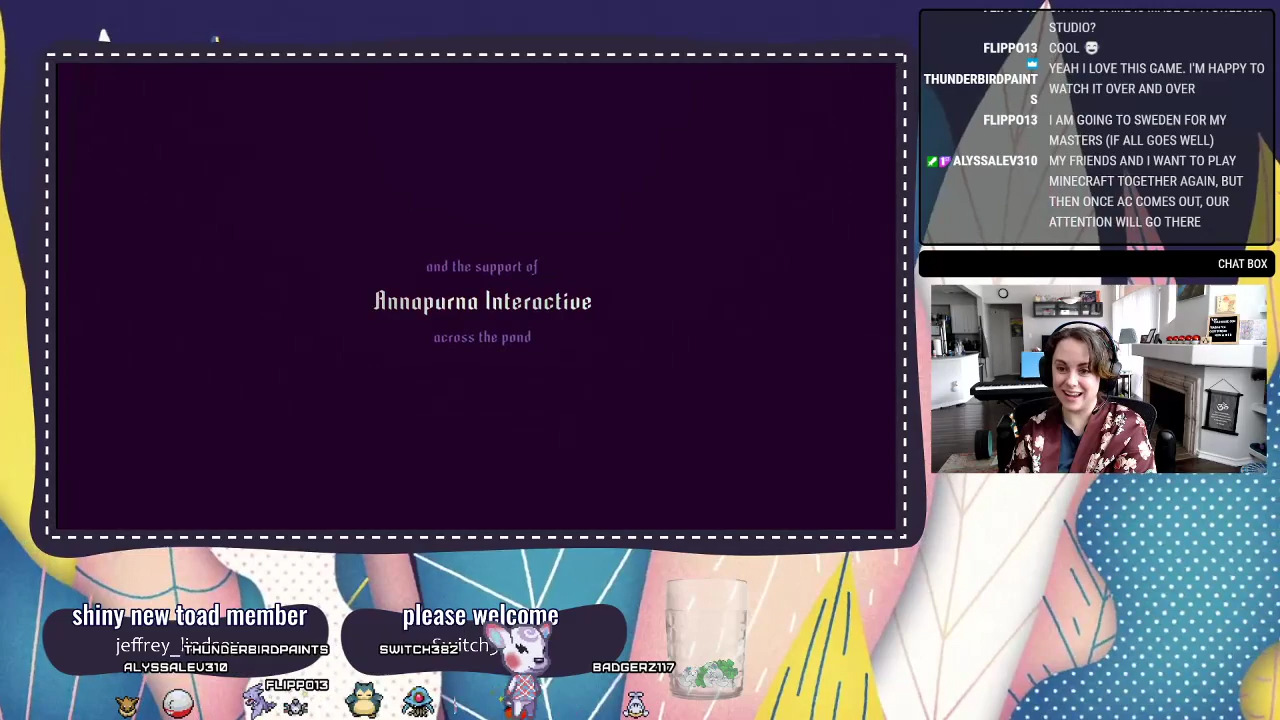 and the support of
Annapurna Interactive
across the pond
STUDIO?
FLIPPO13 COOL
THUNDERBIRDPAINT
S
YEAH I LOVE THIS GAME. I'M HAPPY TO
WATCH IT OVER AND OVER
FLIPPO13 I AM GOING TO SWEDEN FOR MY
MASTERS (IF ALL GOES WELL)
ALYSSALEV310 MY FRIENDS AND I WANT TO PLAY
MINECRAFT TOGETHER AGAIN, BUT
THEN ONCE AC COMES OUT, OUR
ATTENTION WILL GO THERE
CHAT BOX
shiny new toad member
THUNDERBIRDPAINTS
ALYSSALEV310
FLIPPO13
please welcome
SWITCH382
BADGERZ117